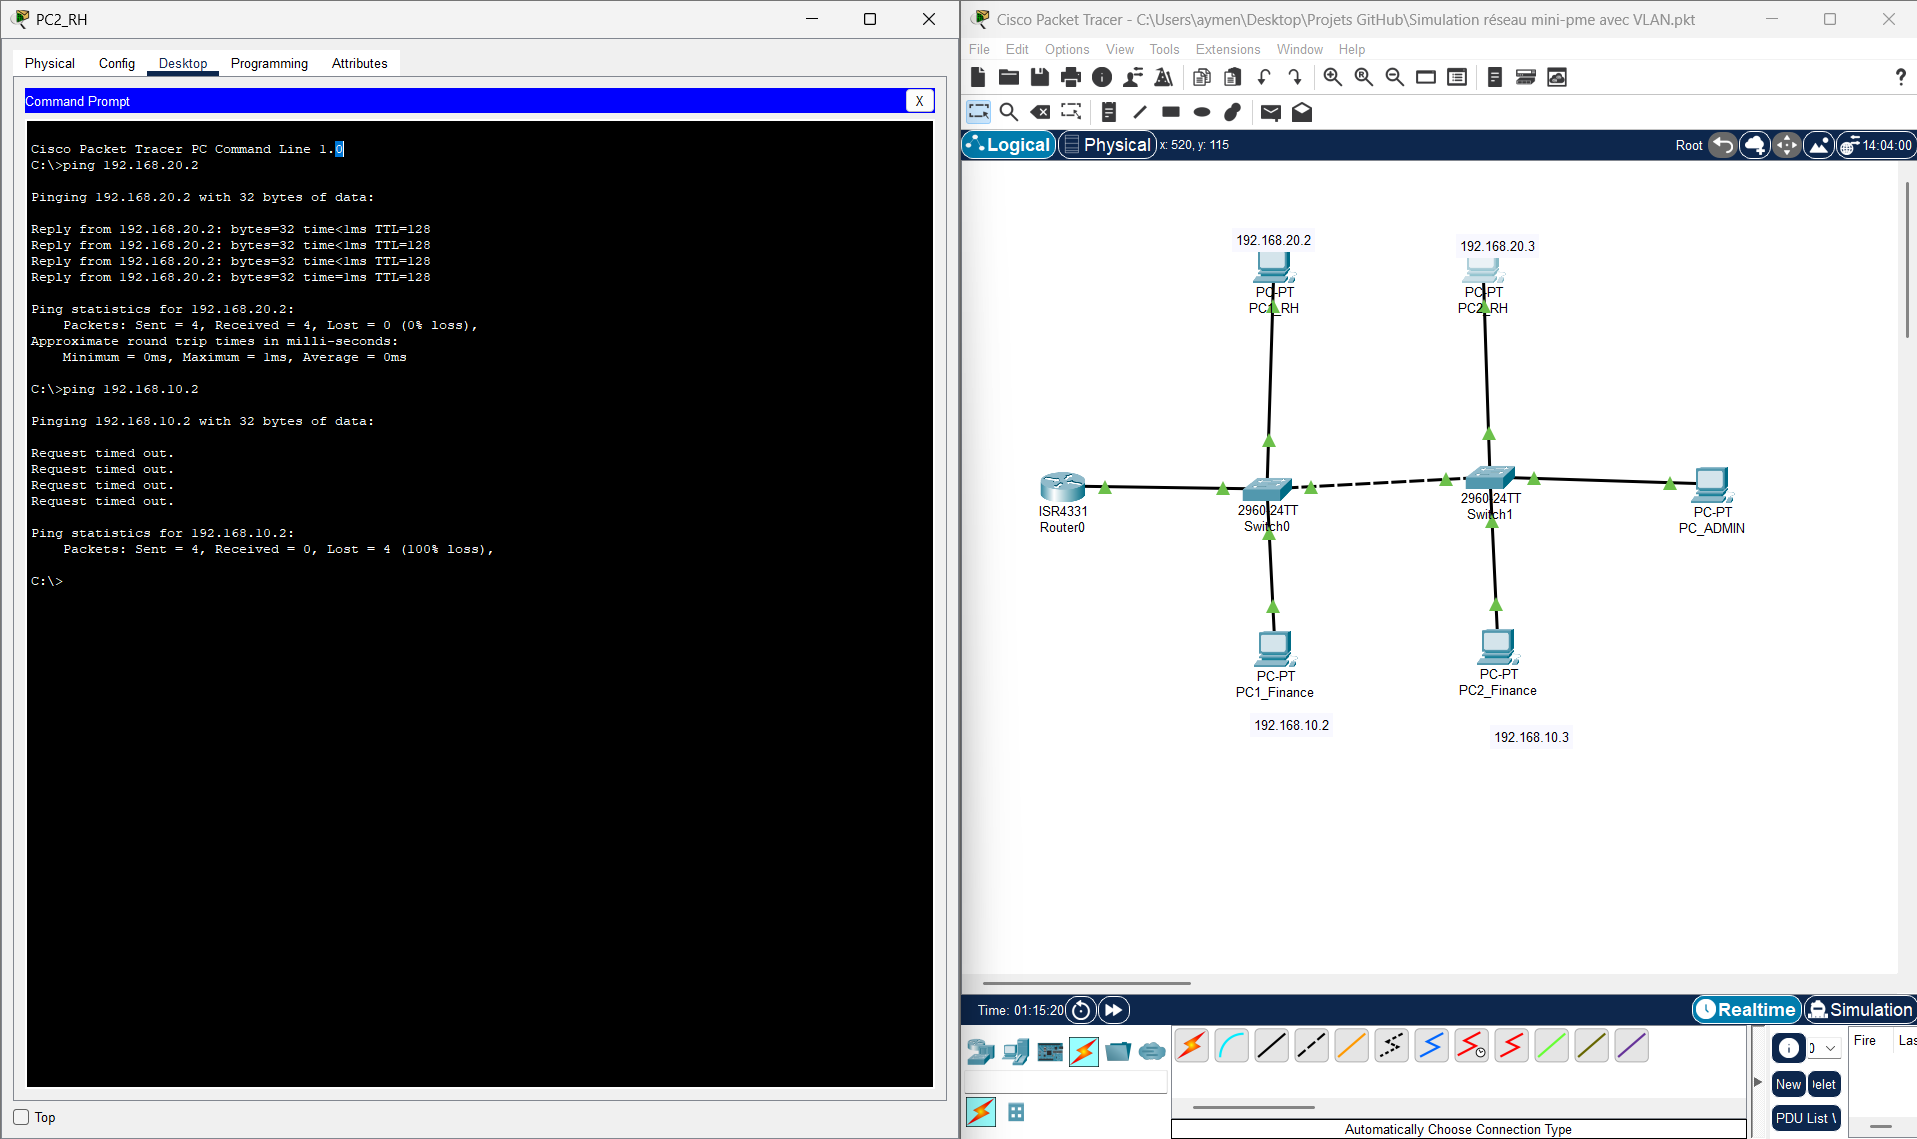 PC2_RH
Physical Config Desktop Programming Attributes
Command Prompt
X
Cisco Packet Tracer PC Command Line 1.0
C:\>ping 192.168.20.2
Pinging 192.168.20.2 with 32 bytes of data:
Reply from 192.168.20.2: bytes=32 time<1ms TTL=128
Reply from 192.168.20.2: bytes=32 time<1ms TTL=128
Reply from 192.168.20.2: bytes=32 time<1ms TTL=128
Reply from 192.168.20.2: bytes=32 time=1ms TTL=128
Ping statistics for 192.168.20.2:
Packets: Sent = 4, Received = 4, Lost = 0 (0% loss),
Approximate round trip times in milli-seconds:
Minimum = 0ms, Maximum = 1ms, Average = 0ms
C:\>ping 192.168.10.2
Pinging 192.168.10.2 with 32 bytes of data:
Request timed out.
Request timed out.
Request timed out.
Request timed out.
Ping statistics for 192.168.10.2:
Packets: Sent = 4, Received = 0, Lost = 4 (100% loss),
C:\>
Top
Cisco Packet Tracer - C:\Users\aymen\Desktop\Projets GitHub\Simulation réseau mini-pme avec VLAN.pkt
File Edit Options View Tools Extensions Window Help
?
Logical Physical x: 520, y: 115
Root 14:04:00
192.168.20.2
PC-PT
PC1_RH
192.168.20.3
PC-PT
PC2_RH
ISR4331
Router0
2960-24TT
Switch0
2960-24TT
Switch1
PC-PT
PC_ADMIN
PC-PT
PC1_Finance
192.168.10.2
PC-PT
PC2_Finance
192.168.10.3
Time: 01:15:20
Realtime Simulation
0
Fire Las
New Delet
PDU List \
Automatically Choose Connection Type